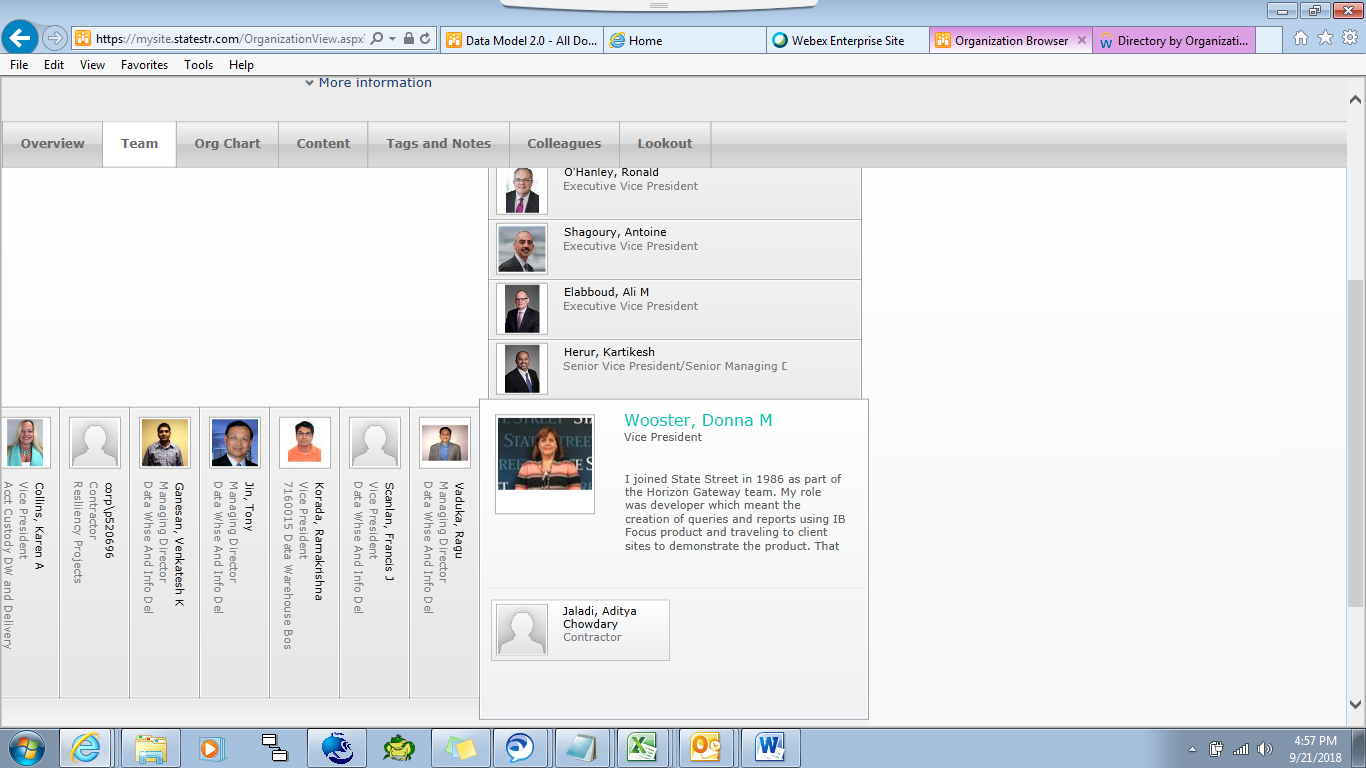 https://mysite.statestr.com/OrganizationView.aspx
Data Model 2.0 - All Do...
Home
Webex Enterprise Site
Organization Browser
Directory by Organizati...
File Edit View Favorites Tools Help
More information
Overview
Team
Org Chart
Content
Tags and Notes
Colleagues
Lookout
O'Hanley, Ronald
Executive Vice President
Shagoury, Antoine
Executive Vice President
Elabboud, Ali M
Executive Vice President
Herur, Kartikesh
Senior Vice President/Senior Managing D
Collins, Karen A
Vice President
Acct Custody DW and Delivery
corp\p520696
Contractor
Resiliency Projects
Ganesan, Venkatesh K
Managing Director
Data Whse And Info Del
Jin, Tony
Managing Director
Data Whse And Info Del
Korada, Ramakrishna
Vice President
7160015 Data Warehouse Bos
Scanlan, Francis J
Vice President
Data Whse And Info Del
Vaduka, Ragu
Managing Director
Data Whse And Info Del
STATE STREET
Wooster, Donna M
Vice President
I joined State Street in 1986 as part of
the Horizon Gateway team. My role
was developer which meant the
creation of queries and reports using IB
Focus product and traveling to client
sites to demonstrate the product. That
Jaladi, Aditya
Chowdary
Contractor
4:57 PM
9/21/2018